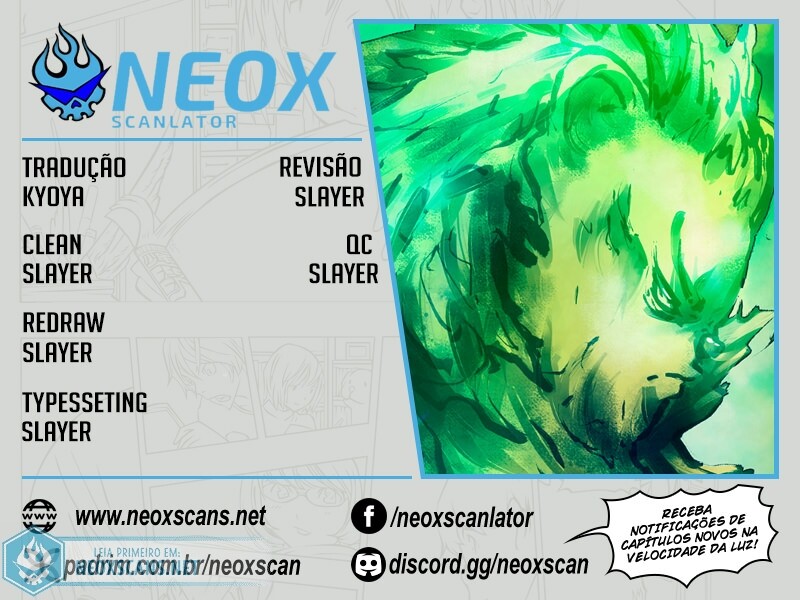 NEOX
SCANLATOR
TRADUÇÃO
KYOYA
REVISÃO
SLAYER
CLEAN
SLAYER
QC
SLAYER
REDRAW
SLAYER
TYPESSETING
SLAYER
www.neoxscans.net
f /neoxscanlator
LEIA PRIMEIRO EM:
padrim.com.br/neoxscan
discord.gg/neoxscan
RECEBA
NOTIFICAÇÕES DE
CAPÍTULOS NOVOS NA
VELOCIDADE DA LUZ!